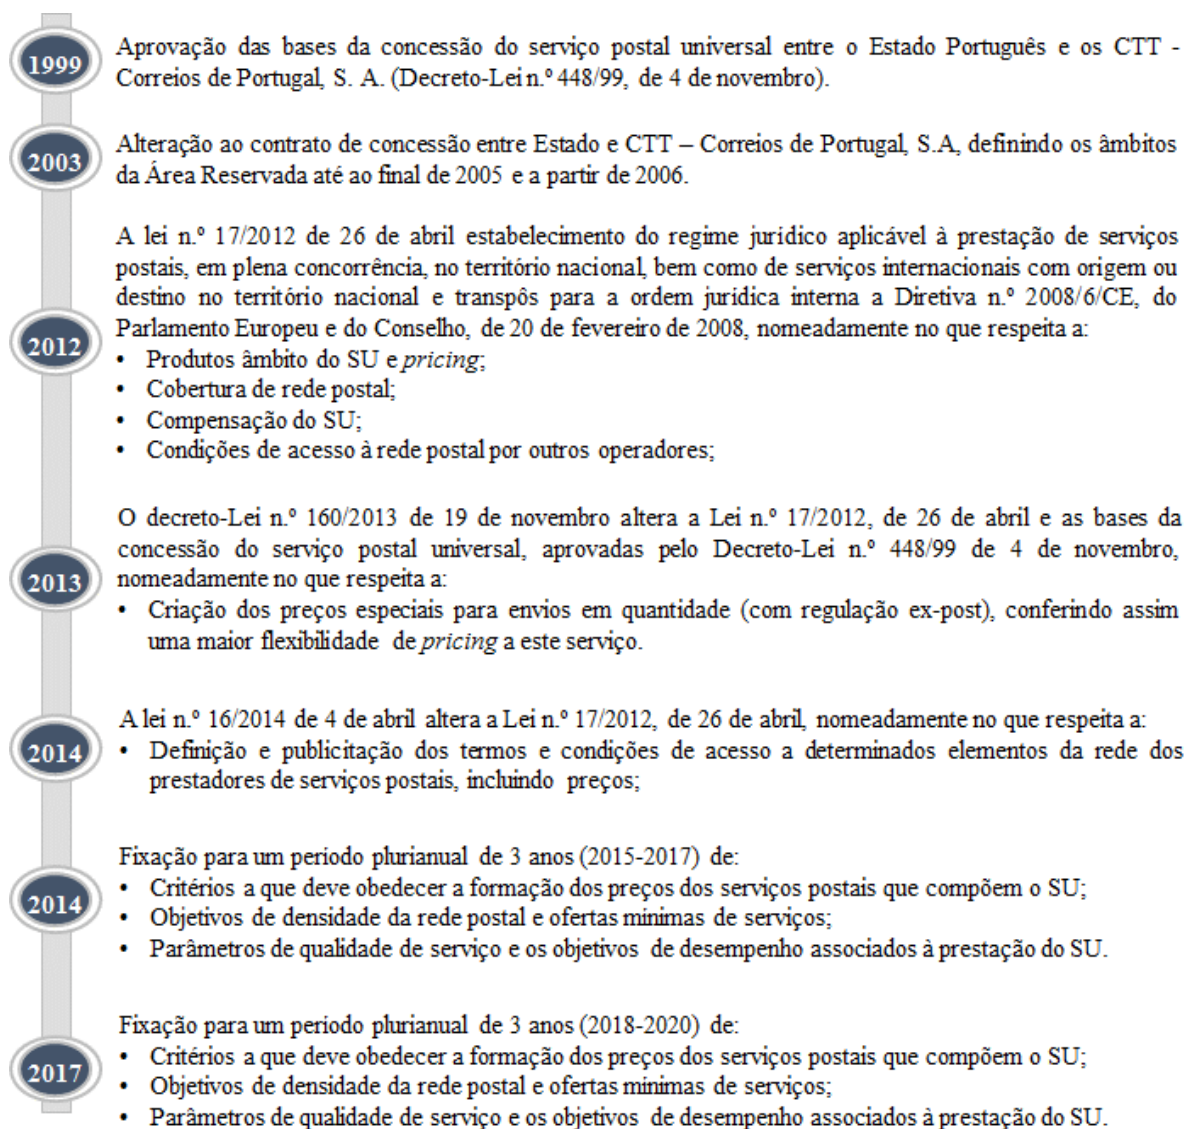 1999
Aprovação das bases da concessão do serviço postal universal entre o Estado Português e os CTT -
Correios de Portugal, S. A. (Decreto-Lei n.º 448/99, de 4 de novembro).
2003
Alteração ao contrato de concessão entre Estado e CTT – Correios de Portugal, S.A, definindo os âmbitos
da Área Reservada até ao final de 2005 e a partir de 2006.
2012
A lei n.º 17/2012 de 26 de abril estabelecimento do regime jurídico aplicável à prestação de serviços
postais, em plena concorrência, no território nacional, bem como de serviços internacionais com origem ou
destino no território nacional e transpôs para a ordem jurídica interna a Diretiva n.º 2008/6/CE, do
Parlamento Europeu e do Conselho, de 20 de fevereiro de 2008, nomeadamente no que respeita a:
• Produtos âmbito do SU e pricing;
• Cobertura de rede postal;
• Compensação do SU;
• Condições de acesso à rede postal por outros operadores;
2013
O decreto-Lei n.º 160/2013 de 19 de novembro altera a Lei n.º 17/2012, de 26 de abril e as bases da
concessão do serviço postal universal, aprovadas pelo Decreto-Lei n.º 448/99 de 4 de novembro,
nomeadamente no que respeita a:
• Criação dos preços especiais para envios em quantidade (com regulação ex-post), conferindo assim
uma maior flexibilidade de pricing a este serviço.
2014
A lei n.º 16/2014 de 4 de abril altera a Lei n.º 17/2012, de 26 de abril, nomeadamente no que respeita a:
• Definição e publicitação dos termos e condições de acesso a determinados elementos da rede dos
prestadores de serviços postais, incluindo preços;
2014
Fixação para um período plurianual de 3 anos (2015-2017) de:
• Critérios a que deve obedecer a formação dos preços dos serviços postais que compõem o SU;
• Objetivos de densidade da rede postal e ofertas minimas de serviços;
• Parâmetros de qualidade de serviço e os objetivos de desempenho associados à prestação do SU.
2017
Fixação para um período plurianual de 3 anos (2018-2020) de:
• Critérios a que deve obedecer a formação dos preços dos serviços postais que compõem o SU;
• Objetivos de densidade da rede postal e ofertas minimas de serviços;
• Parâmetros de qualidade de serviço e os objetivos de desempenho associados à prestação do SU.